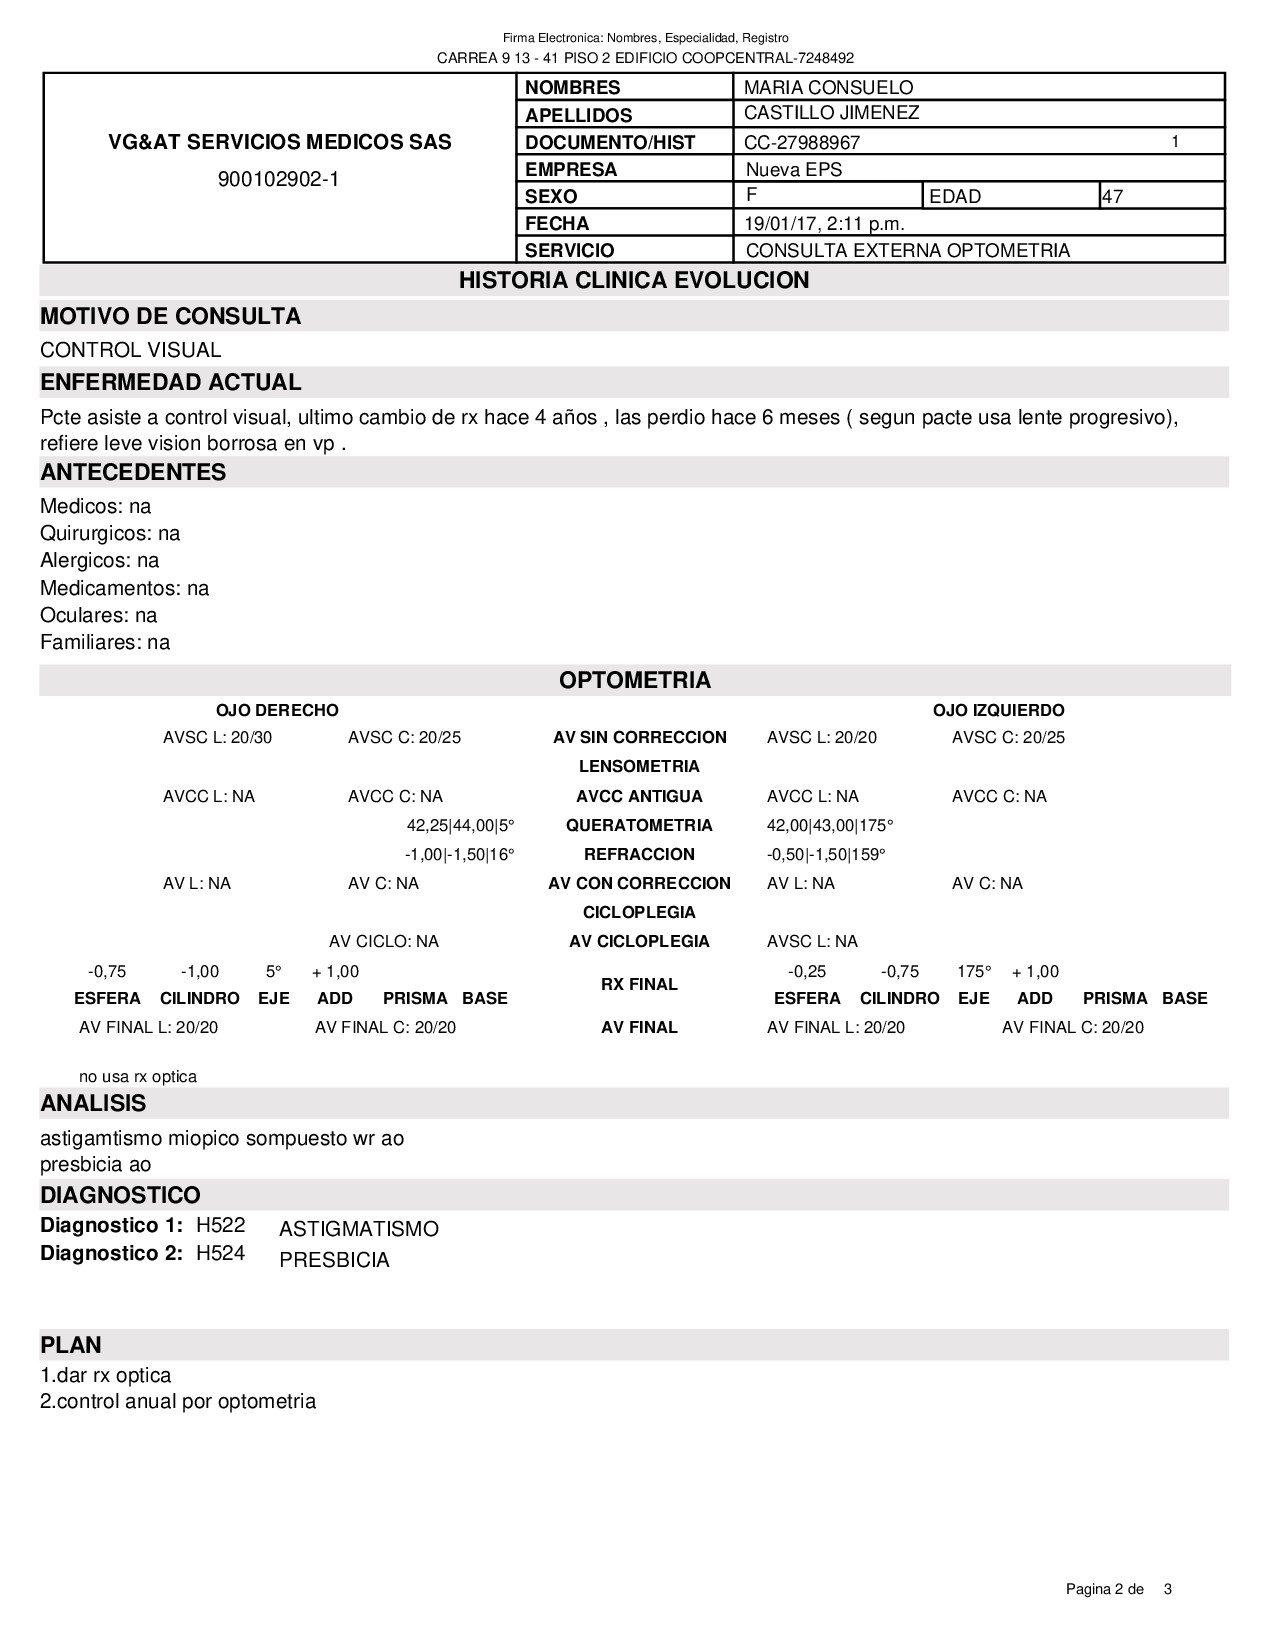 Firma Electronica: Nombres, Especialidad, Registro
CARREA 9 13 - 41 PISO 2 EDIFICIO COOPCENTRAL-7248492
VG&AT SERVICIOS MEDICOS SAS
900102902-1
NOMBRES MARIA CONSUELO
APELLIDOS CASTILLO JIMENEZ
DOCUMENTO/HIST CC-27988967 1
EMPRESA Nueva EPS
SEXO F EDAD 47
FECHA 19/01/17, 2:11 p.m.
SERVICIO CONSULTA EXTERNA OPTOMETRIA
HISTORIA CLINICA EVOLUCION
MOTIVO DE CONSULTA
CONTROL VISUAL
ENFERMEDAD ACTUAL
Pcte asiste a control visual, ultimo cambio de rx hace 4 años , las perdio hace 6 meses ( segun pacte usa lente progresivo),
refiere leve vision borrosa en vp .
ANTECEDENTES
Medicos: na
Quirurgicos: na
Alergicos: na
Medicamentos: na
Oculares: na
Familiares: na
OPTOMETRIA
OJO DERECHO OJO IZQUIERDO
AVSC L: 20/30 AVSC C: 20/25 AV SIN CORRECCION AVSC L: 20/20 AVSC C: 20/25
LENSOMETRIA
AVCC L: NA AVCC C: NA AVCC ANTIGUA AVCC L: NA AVCC C: NA
42,25|44,00|5° QUERATOMETRIA 42,00|43,00|175°
-1,00|-1,50|16° REFRACCION -0,50|-1,50|159°
AV L: NA AV C: NA AV CON CORRECCION AV L: NA AV C: NA
CICLOPLEGIA
AV CICLO: NA AV CICLOPLEGIA AVSC L: NA
-0,75 -1,00 5° + 1,00 -0,25 -0,75 175° + 1,00
RX FINAL
ESFERA CILINDRO EJE ADD PRISMA BASE ESFERA CILINDRO EJE ADD PRISMA BASE
AV FINAL L: 20/20 AV FINAL C: 20/20 AV FINAL AV FINAL L: 20/20 AV FINAL C: 20/20
no usa rx optica
ANALISIS
astigamtismo miopico sompuesto wr ao
presbicia ao
DIAGNOSTICO
Diagnostico 1: H522 ASTIGMATISMO
Diagnostico 2: H524 PRESBICIA
PLAN
1.dar rx optica
2.control anual por optometria
Pagina 2 de 3